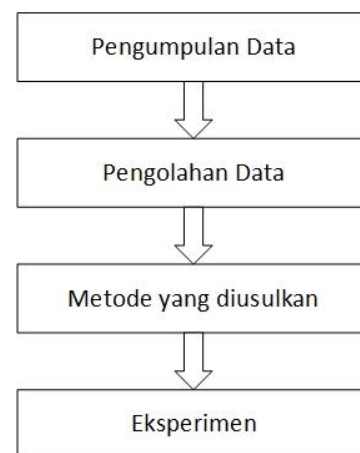 Pengumpulan Data
Pengolahan Data
Metode yang diusulkan
Eksperimen